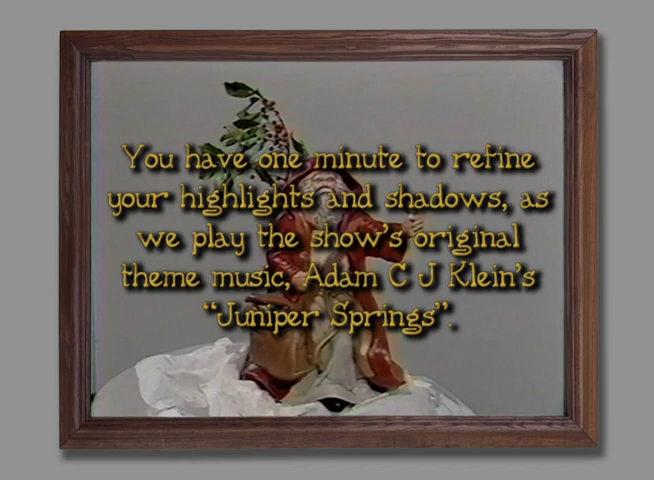 You have one minute to refine
your highlights and shadows, as
we play the show's original
theme music, Adam C J Klein's
"Juniper Springs".